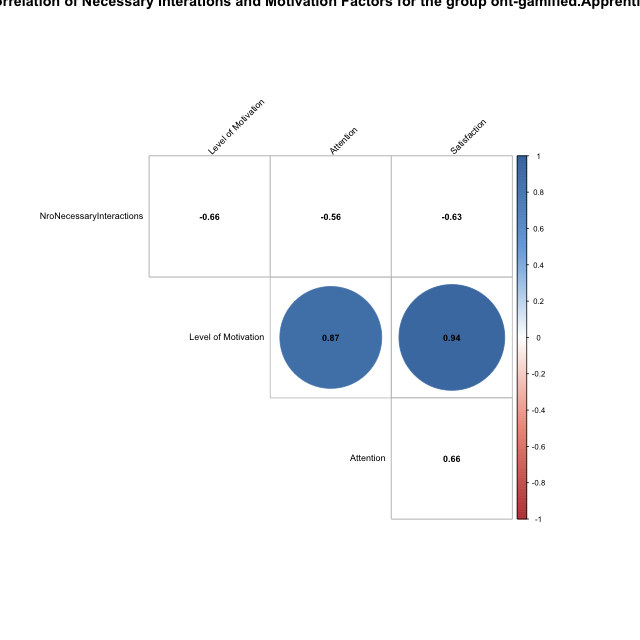 of Necessary Interations and Motivation Factors for the group ont-gamified.
Level of Motivation
Attention
Satisfaction
NroNecessaryInteractions
-0.66
-0.56
-0.63
Level of Motivation
0.87
0.94
Attention
0.66
1
0.8
0.6
0.4
0.2
0
-0.2
-0.4
-0.6
-0.8
-1